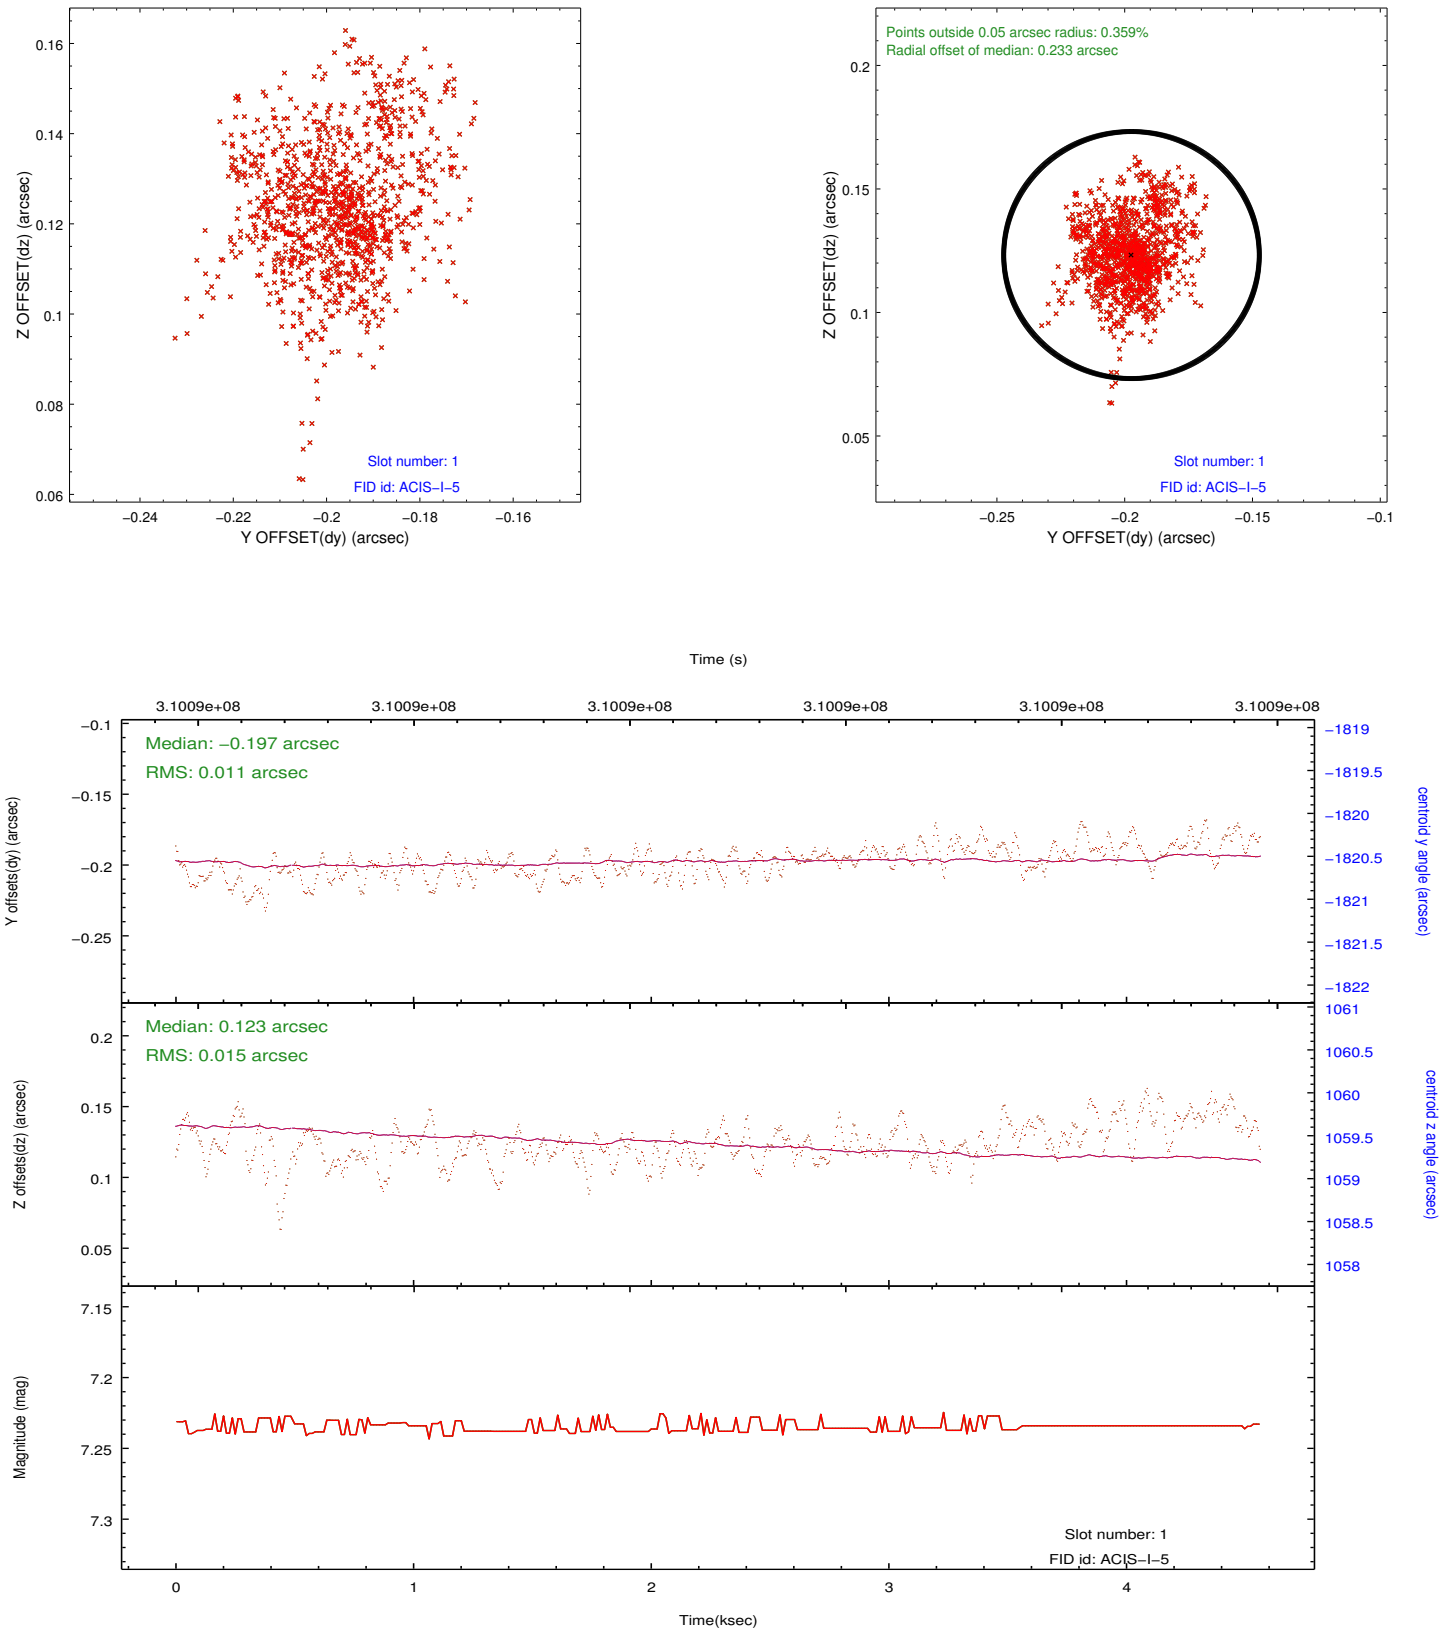 0.16
0.14
0.12
0.1
0.08
0.06
−0.24 −0.22 −0.2 −0.18 −0.16
Z OFFSET(dz) (arcsec)
Y OFFSET(dy) (arcsec)
Slot number: 1
FID id: ACIS−I−5
Points outside 0.05 arcsec radius: 0.359%
Radial offset of median: 0.233 arcsec
0.2
0.15
0.1
0.05
−0.25 −0.2 −0.15 −0.1
Z OFFSET(dz) (arcsec)
Y OFFSET(dy) (arcsec)
Slot number: 1
FID id: ACIS−I−5
Time (s)
3.1009e+08 3.1009e+08 3.1009e+08 3.1009e+08 3.1009e+08 3.1009e+08
Median: −0.197 arcsec
RMS: 0.011 arcsec
−0.1
−0.15
−0.2
−0.25
Y offsets(dy) (arcsec)
−1819
−1819.5
−1820
−1820.5
−1821
−1821.5
−1822
centroid y angle (arcsec)
Median: 0.123 arcsec
RMS: 0.015 arcsec
0.2
0.15
0.1
0.05
Z offsets(dz) (arcsec)
1061
1060.5
1060
1059.5
1059
1058.5
1058
centroid z angle (arcsec)
7.15
7.2
7.25
7.3
Magnitude (mag)
Slot number: 1
FID id: ACIS−I−5
0 1 2 3 4
Time(ksec)